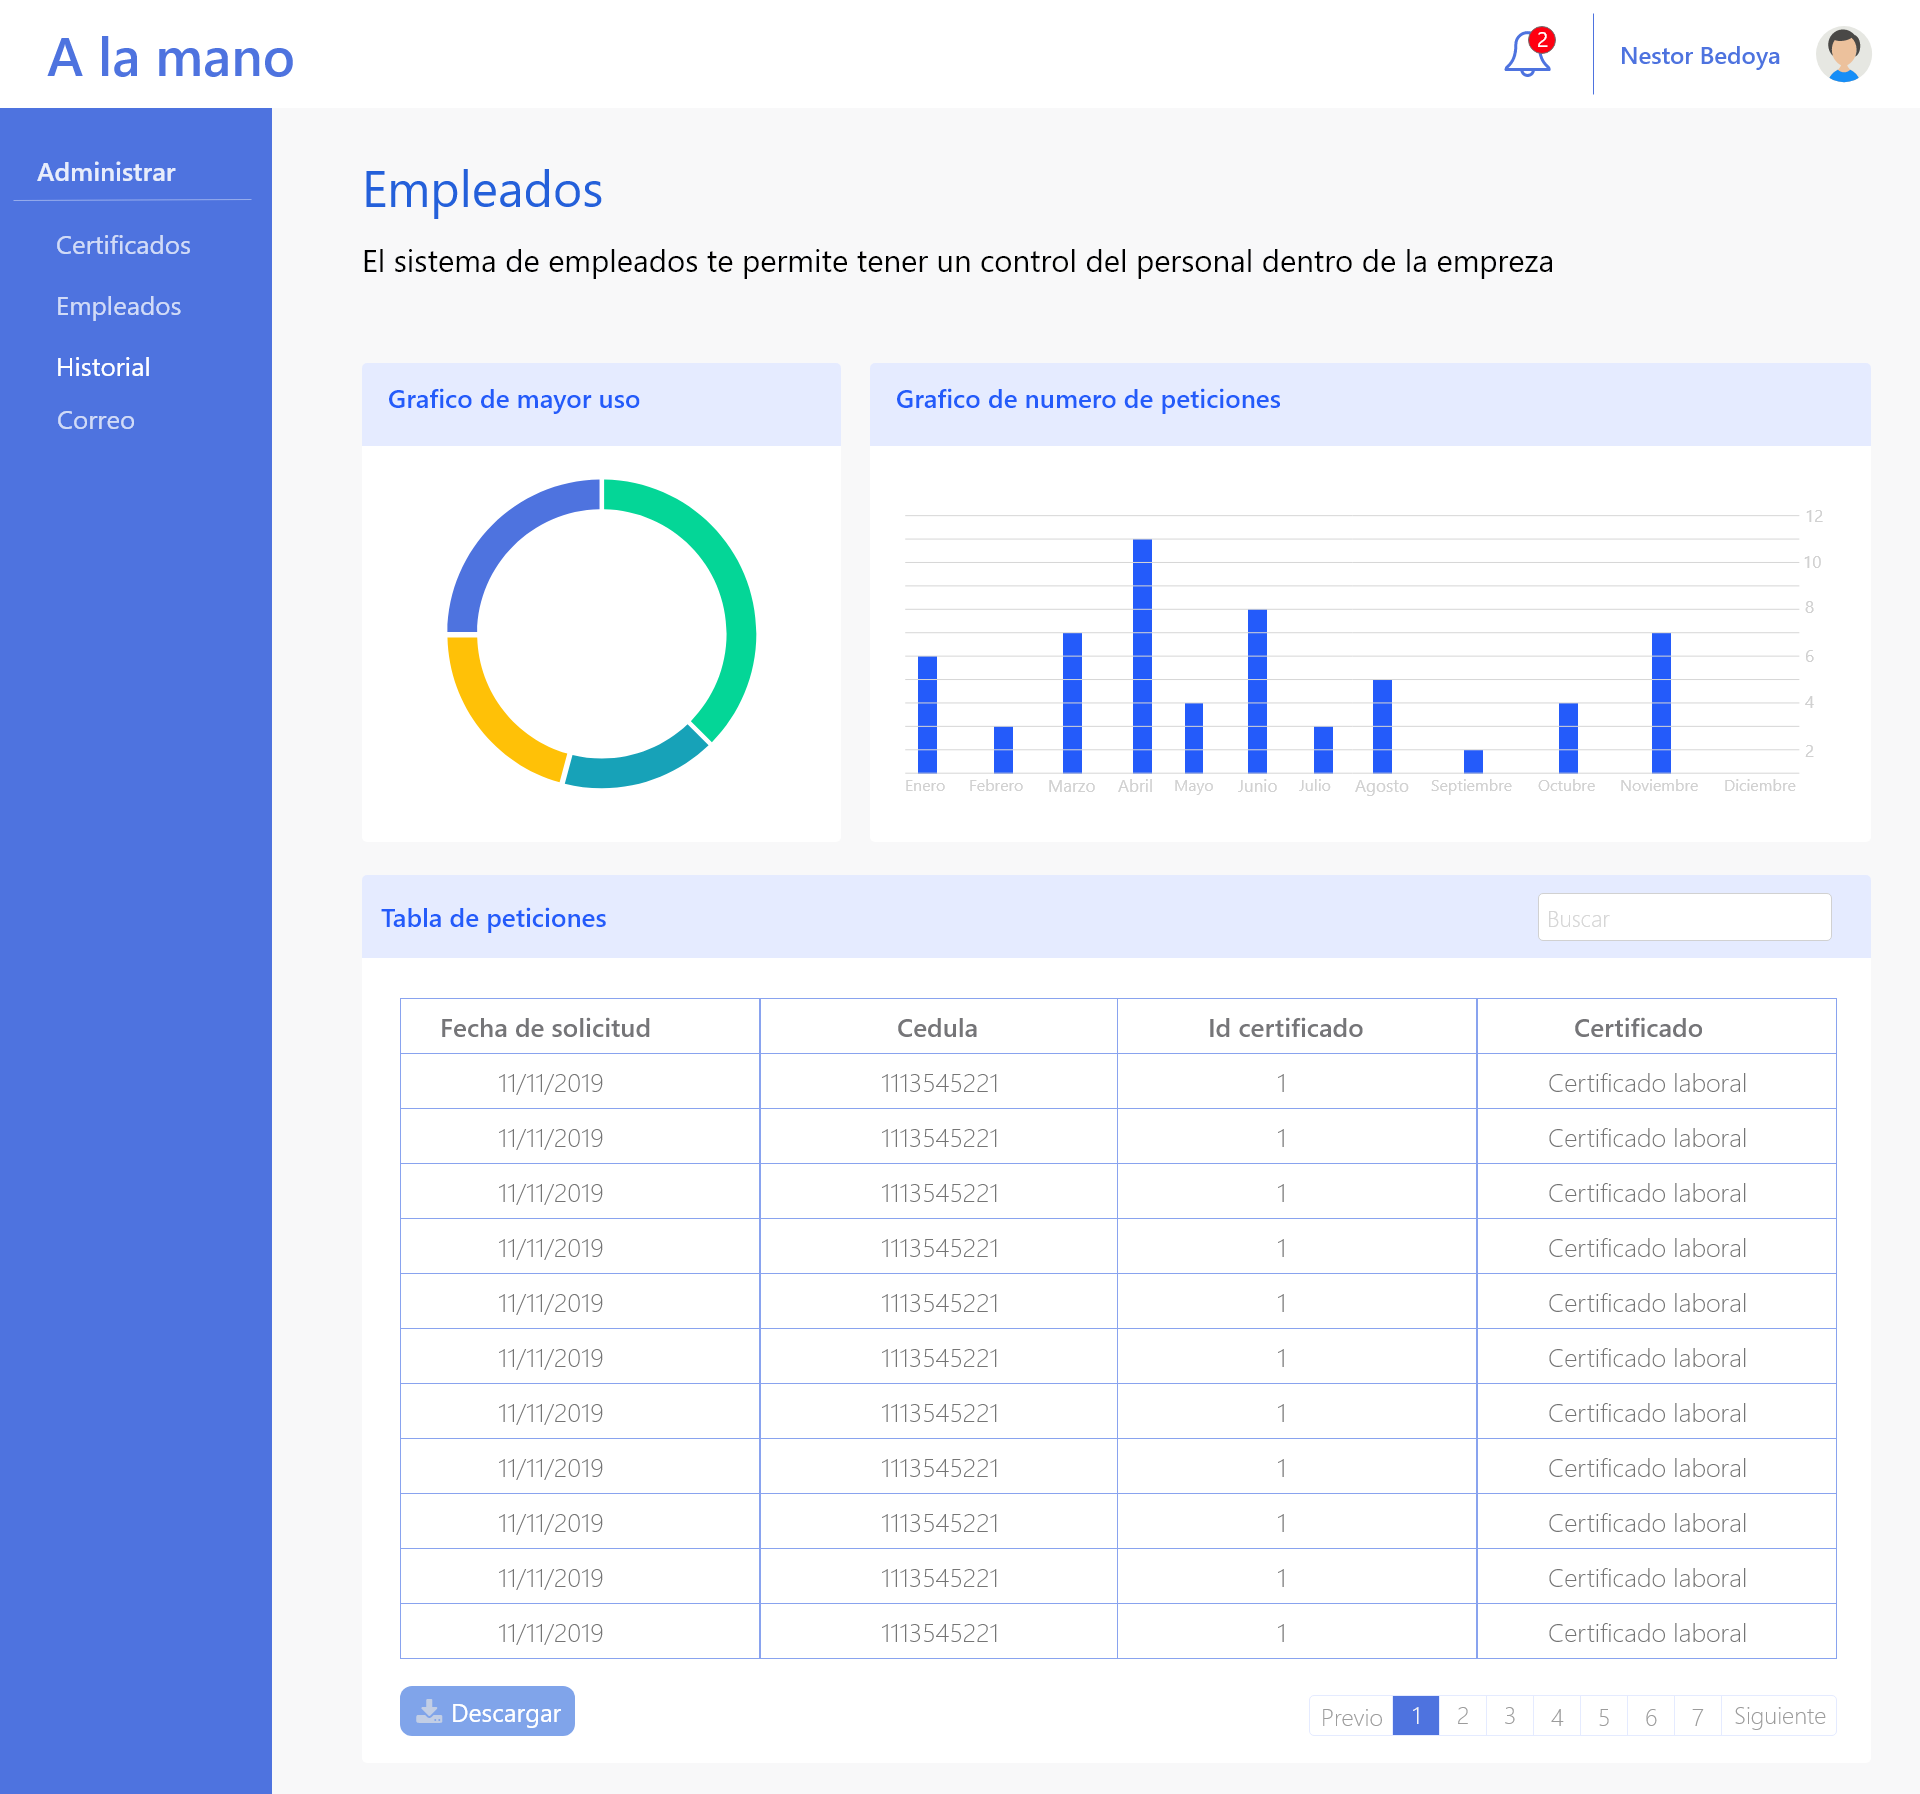 A la mano
2
Nestor Bedoya
Administrar
Certificados
Empleados
Historial
Correo
Empleados
El sistema de empleados te permite tener un control del personal dentro de la empreza
Grafico de mayor uso
Grafico de numero de peticiones
12
10
8
6
4
2
Enero Febrero Marzo Abril Mayo Junio Julio Agosto Septiembre Octubre Noviembre Diciembre
Tabla de peticiones
Buscar
Fecha de solicitud Cedula Id certificado Certificado
11/11/2019 1113545221 1 Certificado laboral
11/11/2019 1113545221 1 Certificado laboral
11/11/2019 1113545221 1 Certificado laboral
11/11/2019 1113545221 1 Certificado laboral
11/11/2019 1113545221 1 Certificado laboral
11/11/2019 1113545221 1 Certificado laboral
11/11/2019 1113545221 1 Certificado laboral
11/11/2019 1113545221 1 Certificado laboral
11/11/2019 1113545221 1 Certificado laboral
11/11/2019 1113545221 1 Certificado laboral
11/11/2019 1113545221 1 Certificado laboral
Descargar
Previo 1 2 3 4 5 6 7 Siguiente